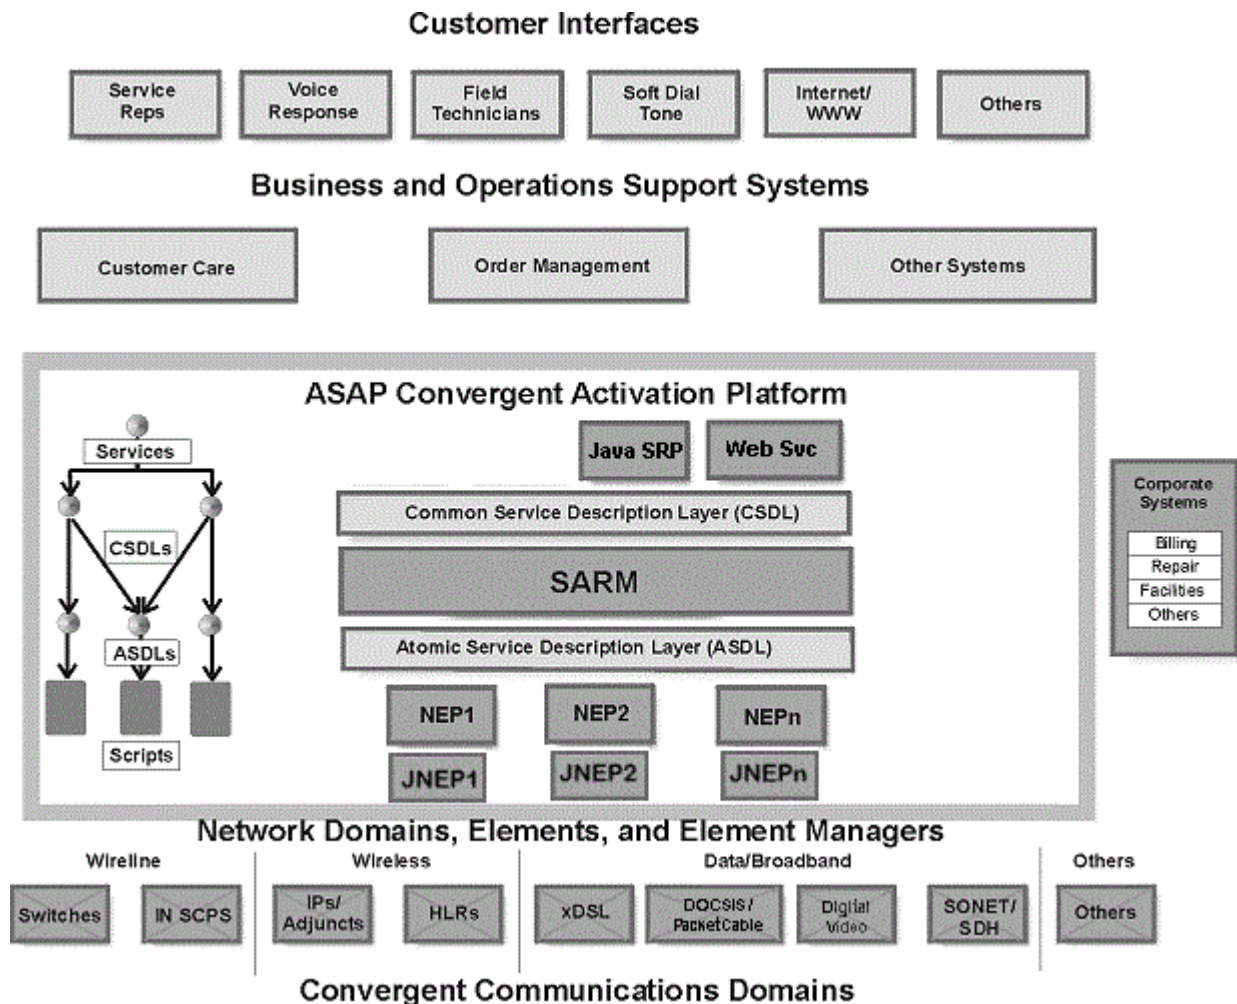 Customer Interfaces
Service
Reps
Voice
Response
Field
Technicians
Soft Dial
Tone
Internet/
WWW
Others
Business and Operations Support Systems
Customer Care
Order Management
Other Systems
ASAP Convergent Activation Platform
Services
CSDLs
ASDLs
Scripts
Java SRP
Web Svc
Common Service Description Layer (CSDL)
SARM
Atomic Service Description Layer (ASDL)
NEP1
NEP2
NEPn
JNEP1
JNEP2
JNEPn
Corporate
Systems
Billing
Repair
Facilities
Others
Network Domains, Elements, and Element Managers
Wireline
Wireless
Data/Broadband
Others
Switches
IN SCPS
IPs/
Adjuncts
HLRs
xDSL
DOCSIS/
PacketCable
Digital
Video
SONET/
SDH
Others
Convergent Communications Domains